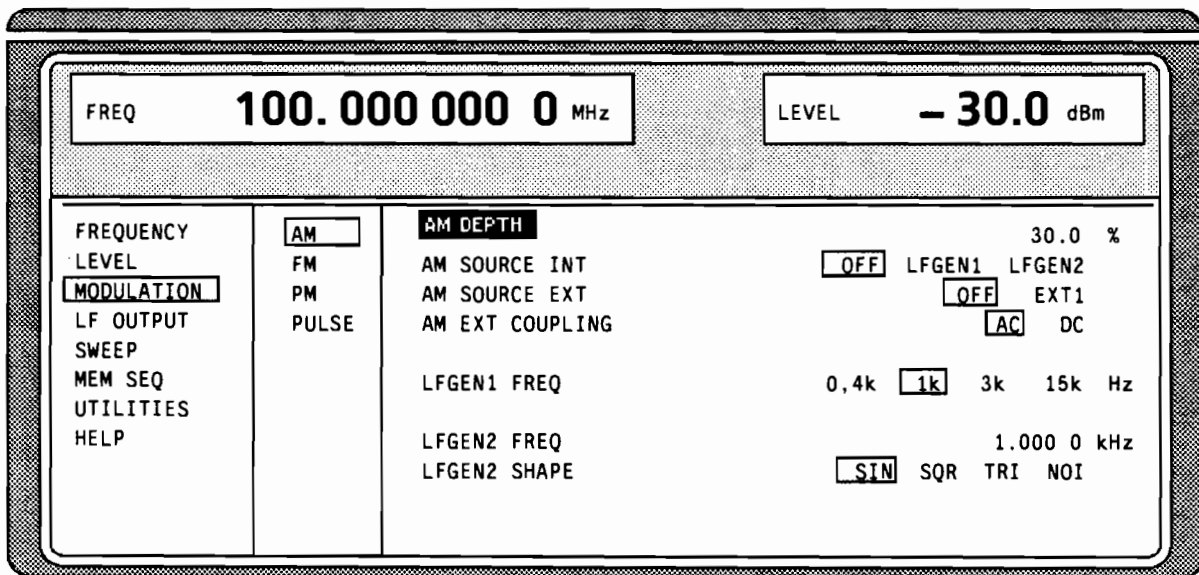 FREQ 100. 000 000 0 MHz
LEVEL – 30.0 dBm
FREQUENCY
LEVEL
MODULATION
LF OUTPUT
SWEEP
MEM SEQ
UTILITIES
HELP
AM
FM
PM
PULSE
AM DEPTH 30.0 %
AM SOURCE INT OFF LFGEN1 LFGEN2
AM SOURCE EXT OFF EXT1
AM EXT COUPLING AC DC
LFGEN1 FREQ 0,4k 1k 3k 15k Hz
LFGEN2 FREQ 1.000 0 kHz
LFGEN2 SHAPE SIN SQR TRI NOI